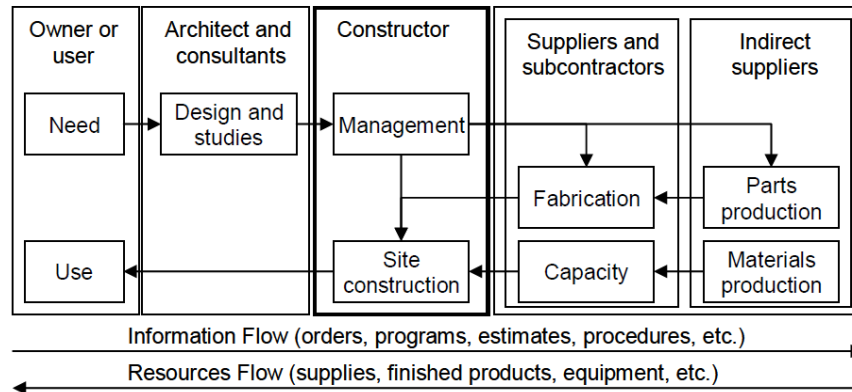 Owner or
user
Architect and
consultants
Constructor
Suppliers and
subcontractors
Indirect
suppliers
Need
Design and
studies
Management
Fabrication
Parts
production
Use
Site
construction
Capacity
Materials
production
Information Flow (orders, programs, estimates, procedures, etc.)
Resources Flow (supplies, finished products, equipment, etc.)